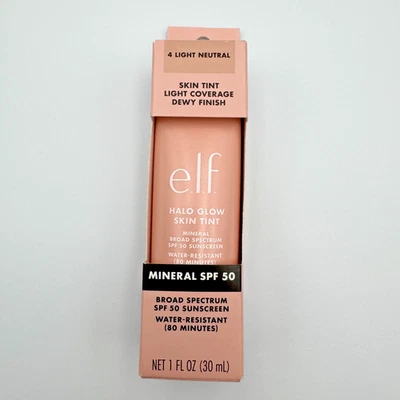 4 LIGHT NEUTRAL
SKIN TINT
LIGHT COVERAGE
DEWY FINISH
e.l.f.
HALO GLOW
SKIN TINT
MINERAL
BROAD SPECTRUM
SPF 50 SUNSCREEN
WATER-RESISTANT
(80 MINUTES)
MINERAL SPF 50
BROAD SPECTRUM
SPF 50 SUNSCREEN
WATER-RESISTANT
(80 MINUTES)
NET 1 FL OZ (30 mL)